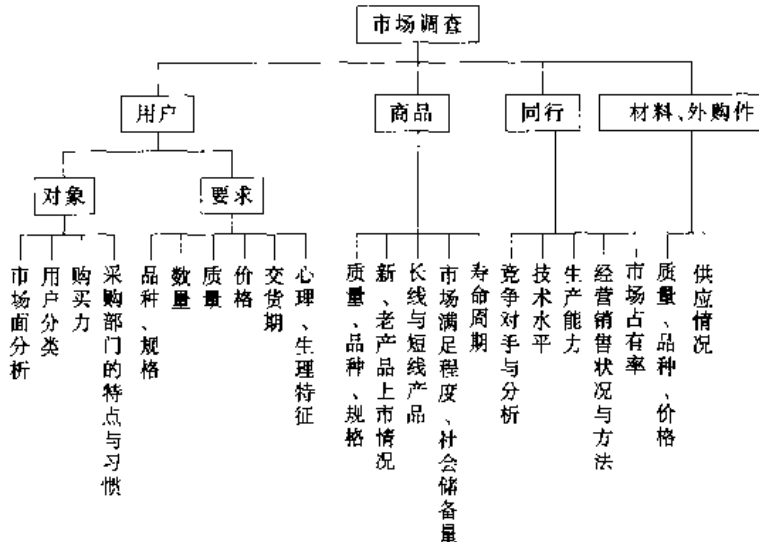 市场调查
用户
商品
同行
材料、外购件
对象
要求
市场面分析
用户分类
购买力
采购部门的特点与习惯
品种、规格
数量
质量
价格
交货期
心理、生理特征
质量、品种、规格
新、老产品上市情况
长线与短线产品
市场满足程度、社会储备量
寿命周期
竞争对手与分析
技术水平
生产能力
经营销售状况与方法
市场占有率
质量、品种、价格
供应情况